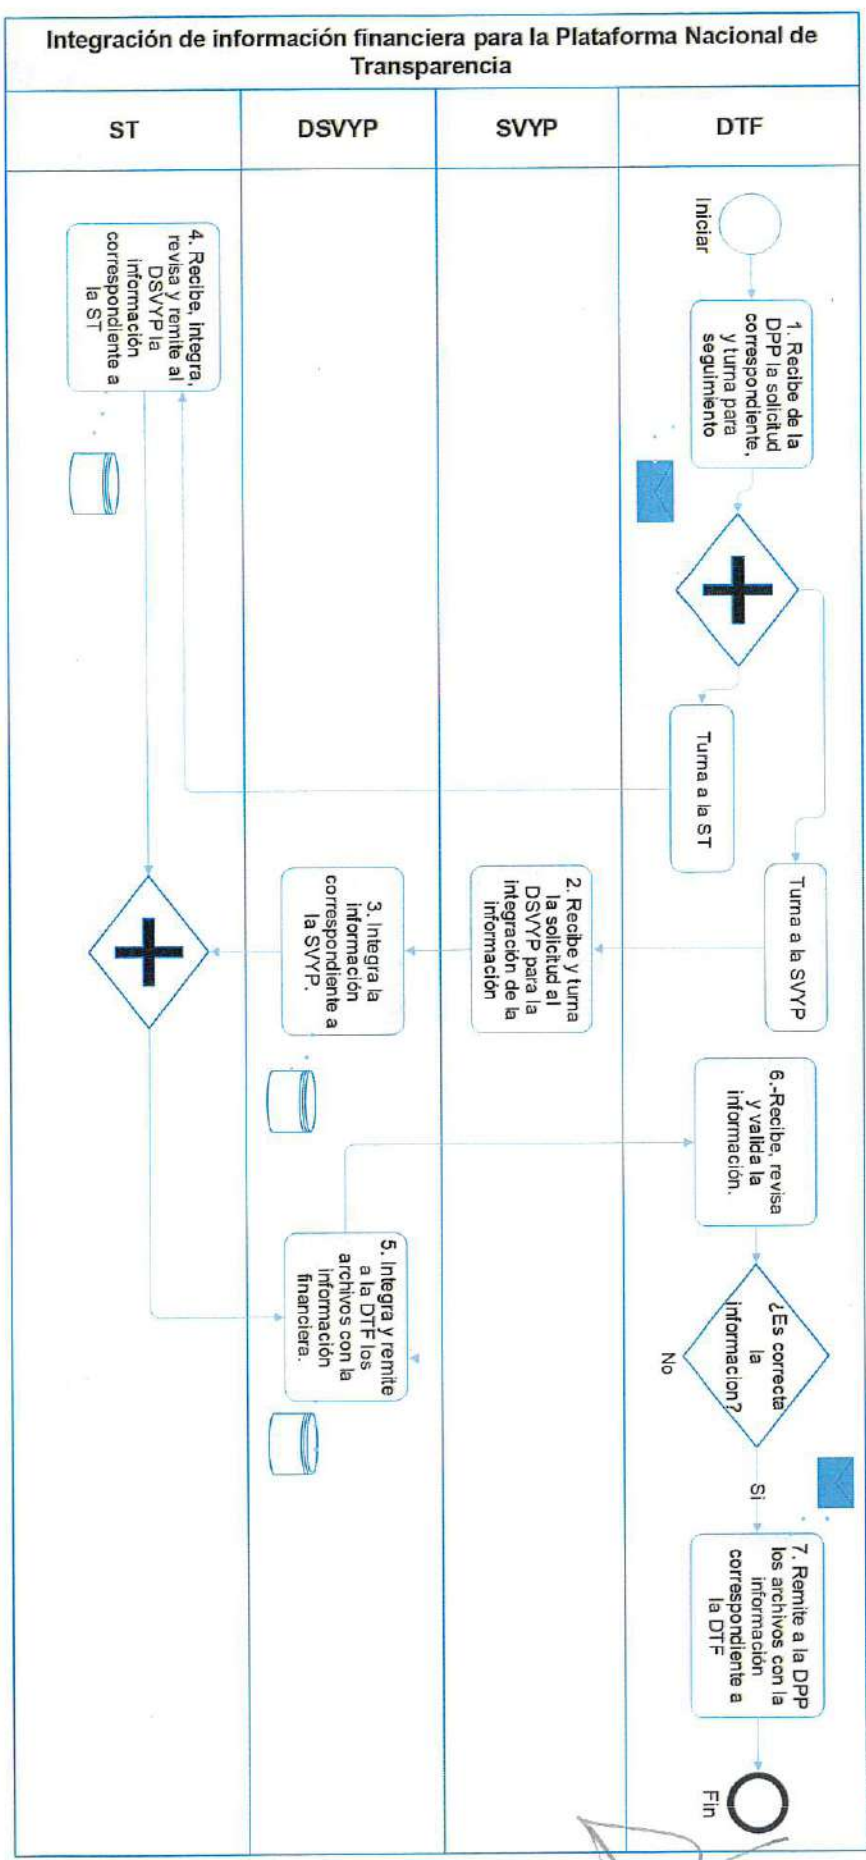 Integración de información financiera para la Plataforma Nacional de
Transparencia
ST
DSVYP
SVYP
DTF
Iniciar
1. Recibe de la
DPP la solicitud
correspondiente,
y turna para
seguimiento
Turna a la ST
Turna a la SVYP
2. Recibe y turna
la solicitud al
DSVYP para la
integración de la
información
3. Integra la
información
correspondiente a
la SVYP.
4. Recibe, integra,
revisa y remite al
DSVYP la
información
correspondiente a
la ST
5. Integra y remite
a la DTF los
archivos con la
información
financiera.
6.-Recibe, revisa
y valida la
información.
¿Es correcta
la
informacion?
No
Si
7. Remite a la DPP
los archivos con la
información
correspondiente a
la DTF
Fin